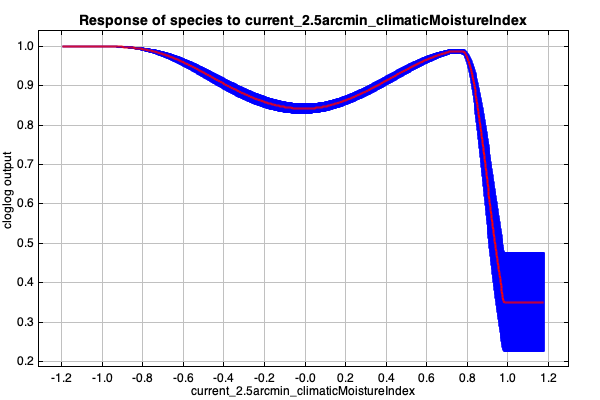 Response of species to current_2.5arcmin_climaticMoistureIndex
1.0
0.9
0.8
0.7
0.6
0.5
0.4
0.3
0.2
cloglog output
-1.2 -1.0 -0.8 -0.6 -0.4 -0.2 -0.0 0.2 0.4 0.6 0.8 1.0 1.2
current_2.5arcmin_climaticMoistureIndex